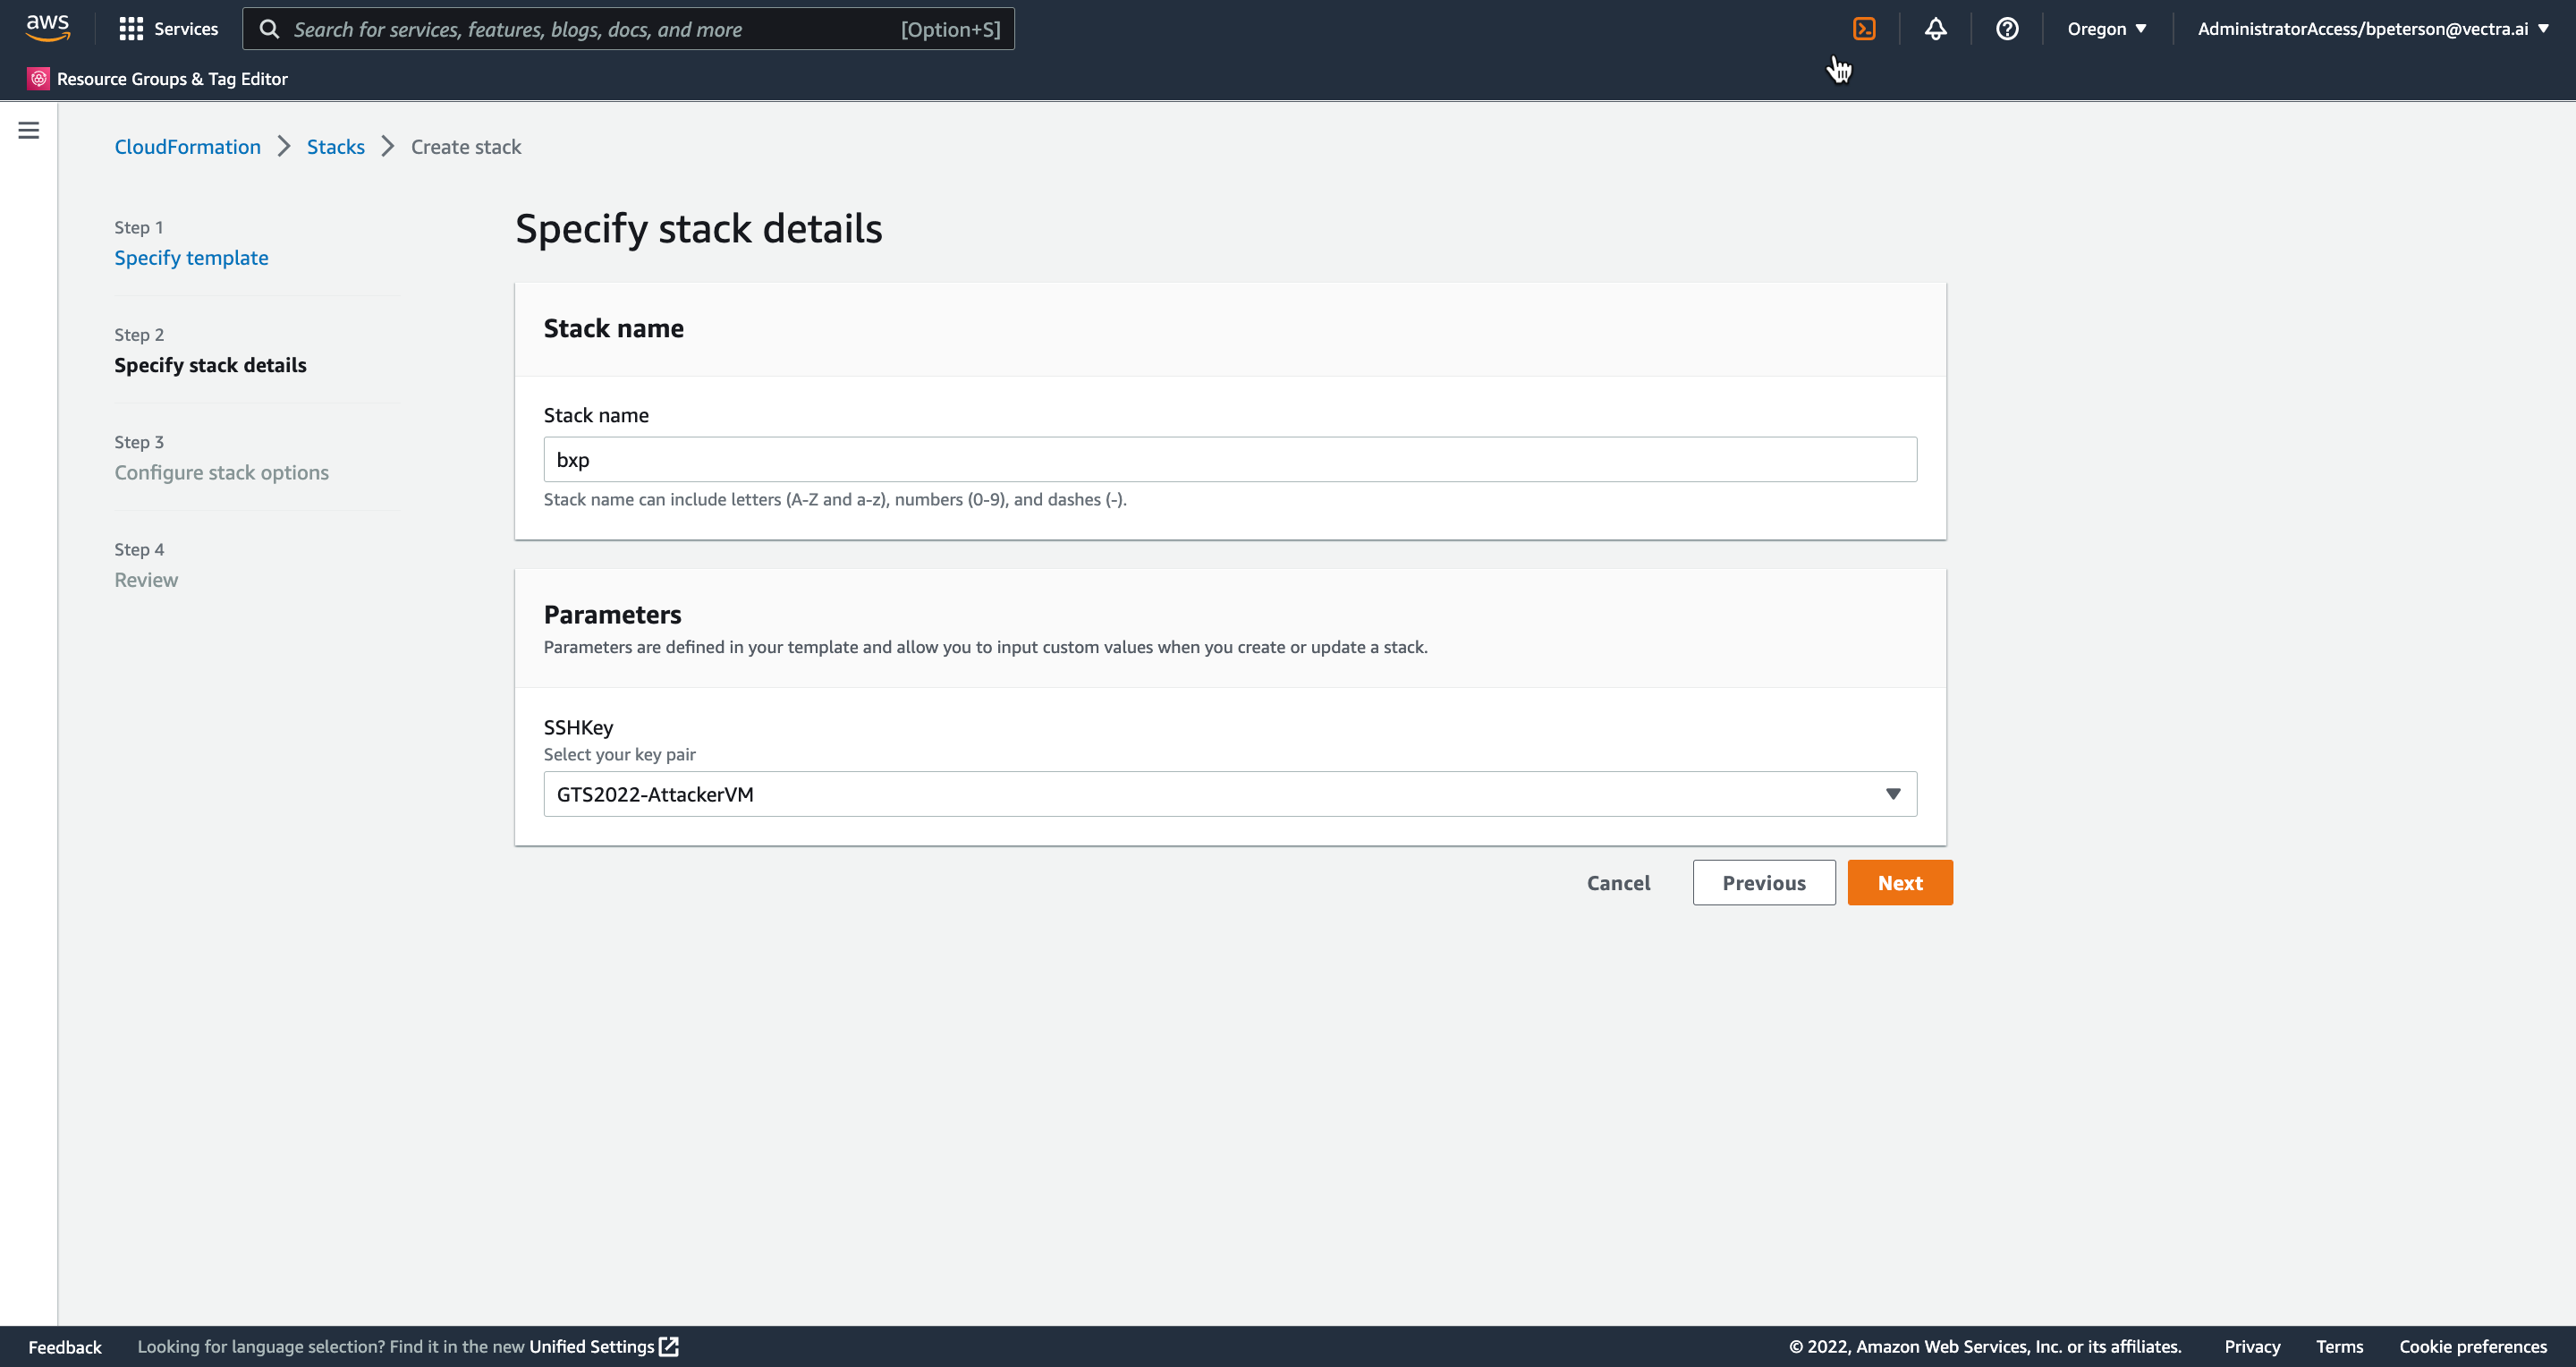 aws
Services
Search for services, features, blogs, docs, and more [Option+S]
Oregon ▼
AdministratorAccess/bpeterson@vectra.ai ▼
Resource Groups & Tag Editor
CloudFormation > Stacks > Create stack
Step 1
Specify template
Step 2
Specify stack details
Step 3
Configure stack options
Step 4
Review
Specify stack details
Stack name
Stack name
bxp
Stack name can include letters (A-Z and a-z), numbers (0-9), and dashes (-).
Parameters
Parameters are defined in your template and allow you to input custom values when you create or update a stack.
SSHKey
Select your key pair
GTS2022-AttackerVM
Cancel
Previous
Next
Feedback
Looking for language selection? Find it in the new Unified Settings
© 2022, Amazon Web Services, Inc. or its affiliates.
Privacy
Terms
Cookie preferences